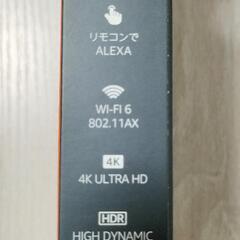 リモコンで
ALEXA
WI-FI 6
802.11AX
4K
4K ULTRA HD
HDR
HIGH DYNAMIC